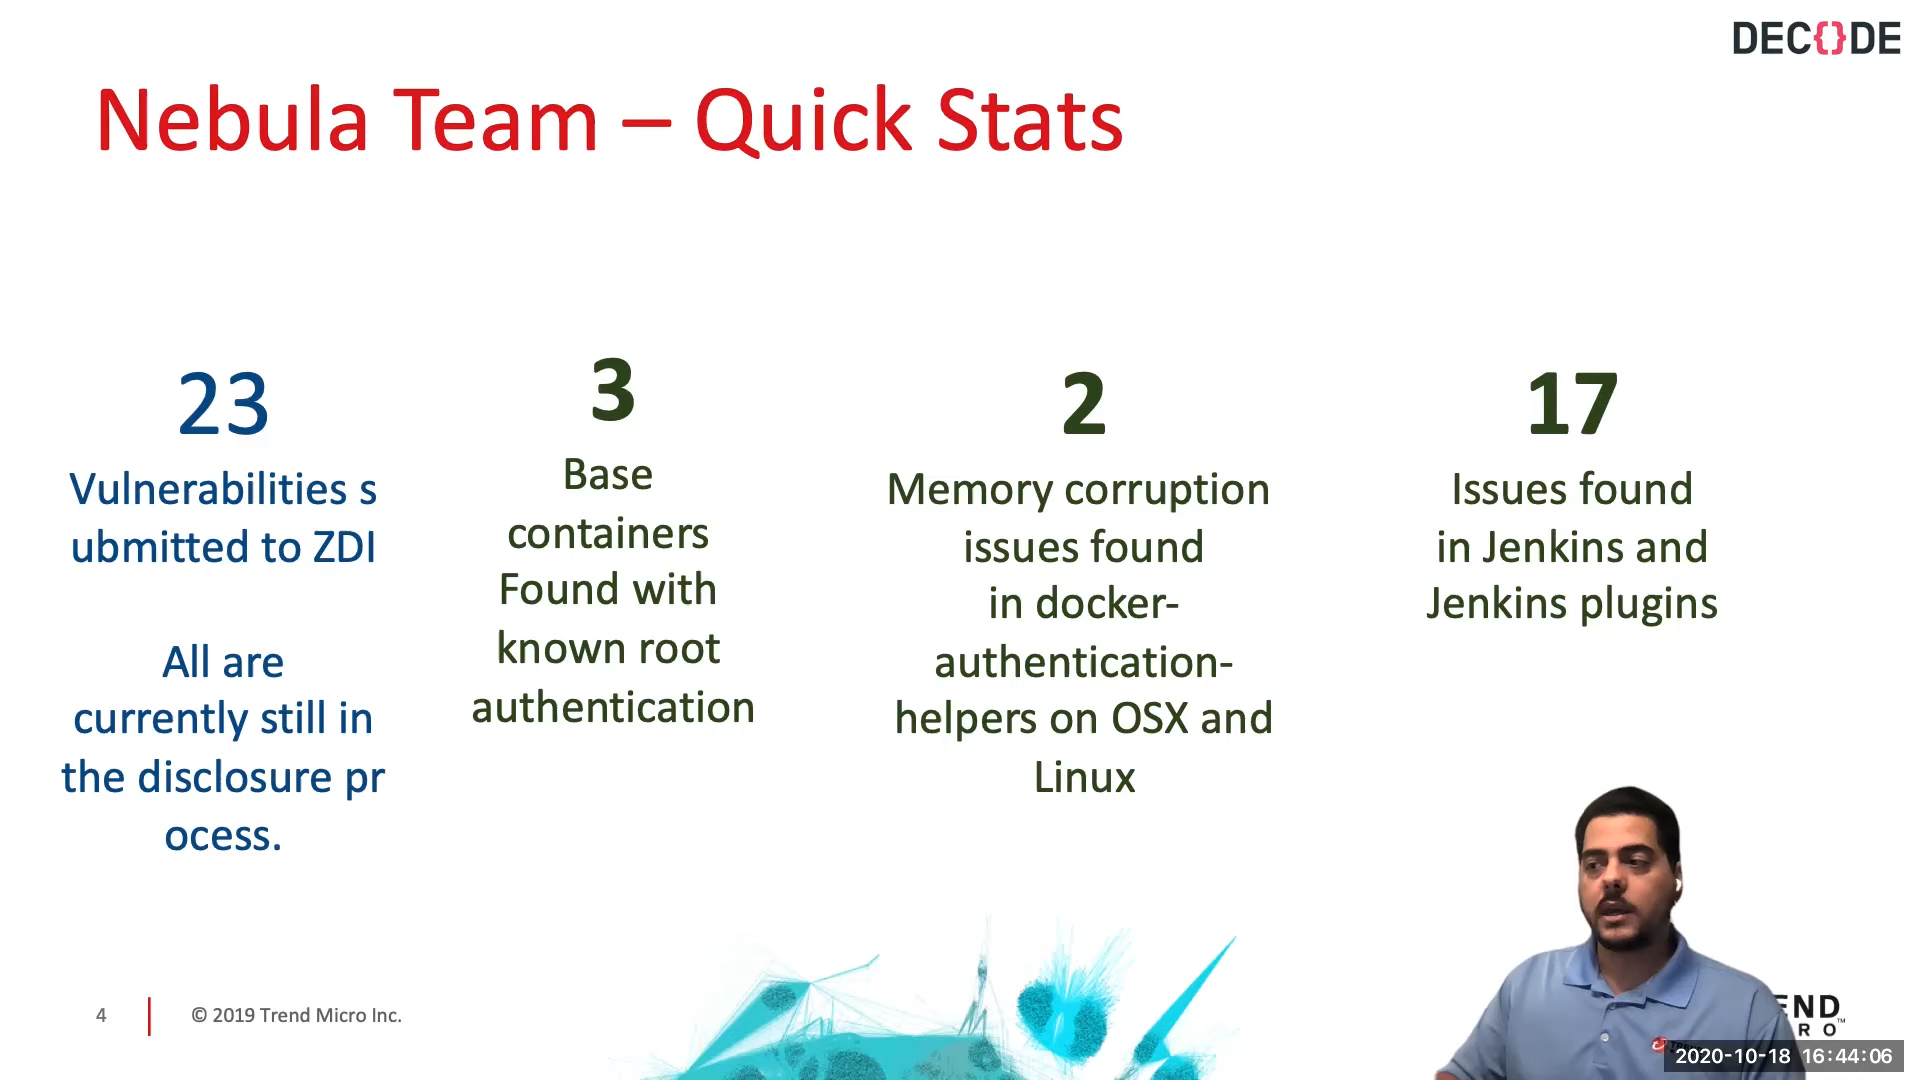 DEC{}DE
Nebula Team – Quick Stats
23
Vulnerabilities s
ubmitted to ZDI
All are
currently still in
the disclosure pr
ocess.
3
Base
containers
Found with
known root
authentication
2
Memory corruption
issues found
in docker-
authentication-
helpers on OSX and
Linux
17
Issues found
in Jenkins and
Jenkins plugins
4
© 2019 Trend Micro Inc.
2020-10-18 16:44:06